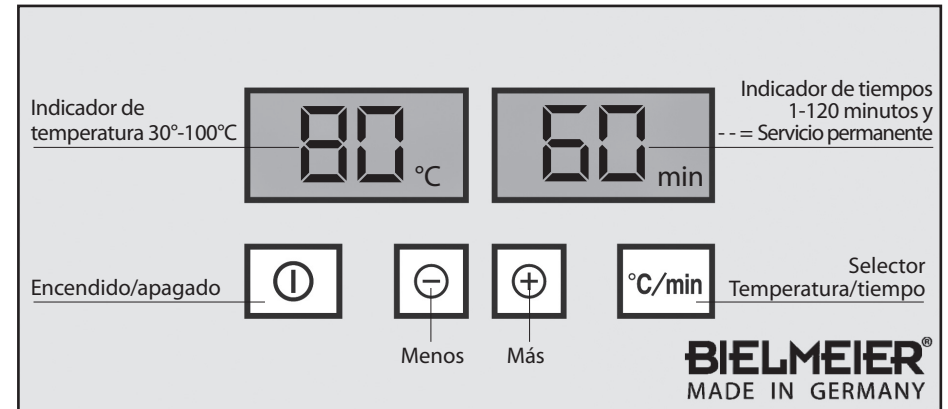 Indicador de
temperatura 30°-100°C
80 °C
60 min
Indicador de tiempos
1-120 minutos y
- - = Servicio permanente
Encendido/apagado
°C/min
Selector
Temperatura/tiempo
Menos
Más
BIELMEIER®
MADE IN GERMANY